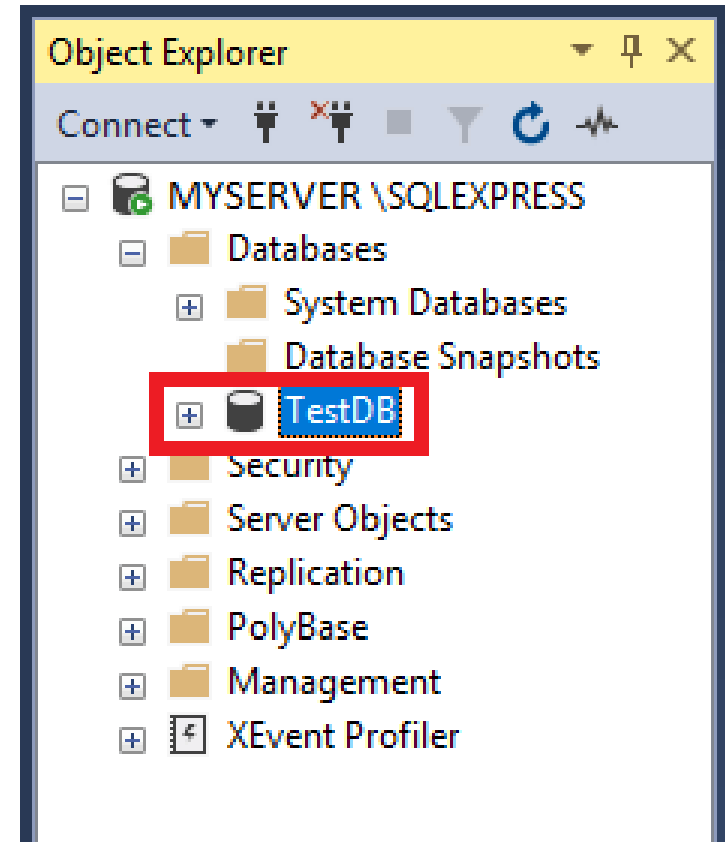 Object Explorer
Connect
MYSERVER \SQLEXPRESS
Databases
System Databases
Database Snapshots
TestDB
Security
Server Objects
Replication
PolyBase
Management
XEvent Profiler